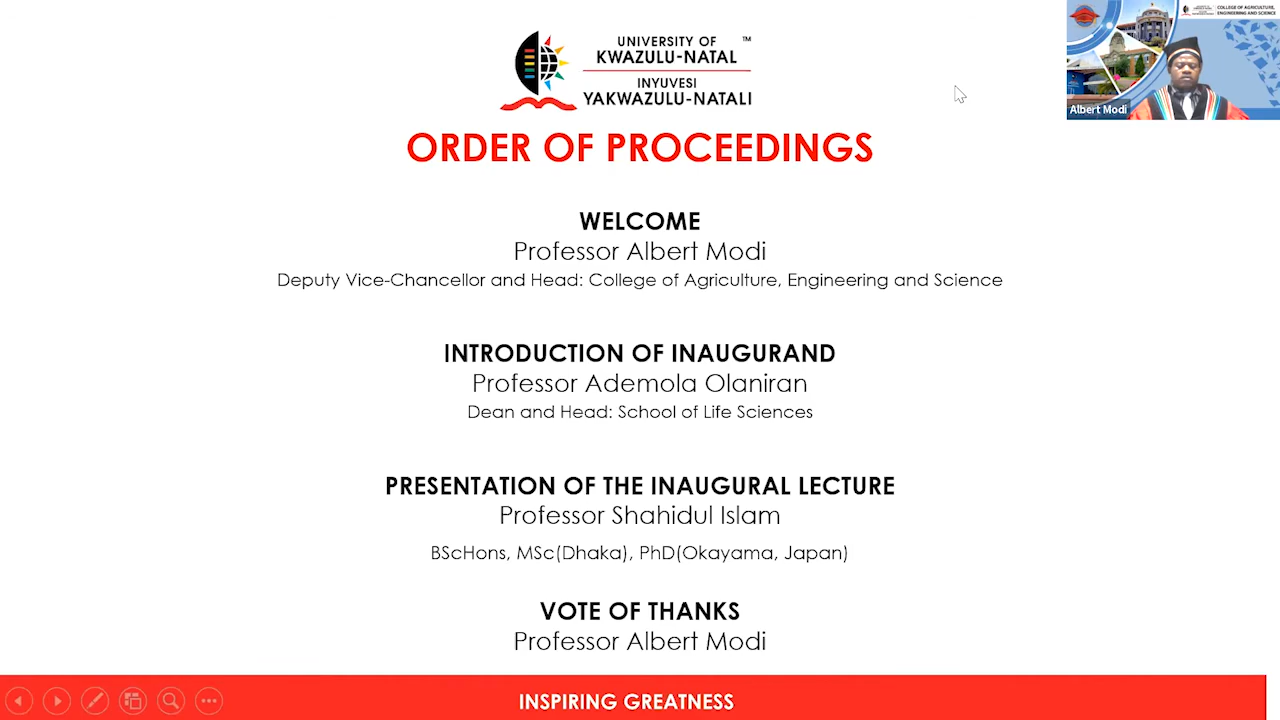 UNIVERSITY OF
KWAZULU-NATAL
™
INYUVESI
YAKWAZULU-NATALI
COLLEGE OF AGRICULTURE,
ENGINEERING AND SCIENCE
Albert Modi
ORDER OF PROCEEDINGS
WELCOME
Professor Albert Modi
Deputy Vice-Chancellor and Head: College of Agriculture, Engineering and Science
INTRODUCTION OF INAUGURAND
Professor Ademola Olaniran
Dean and Head: School of Life Sciences
PRESENTATION OF THE INAUGURAL LECTURE
Professor Shahidul Islam
BScHons, MSc(Dhaka), PhD(Okayama, Japan)
VOTE OF THANKS
Professor Albert Modi
INSPIRING GREATNESS